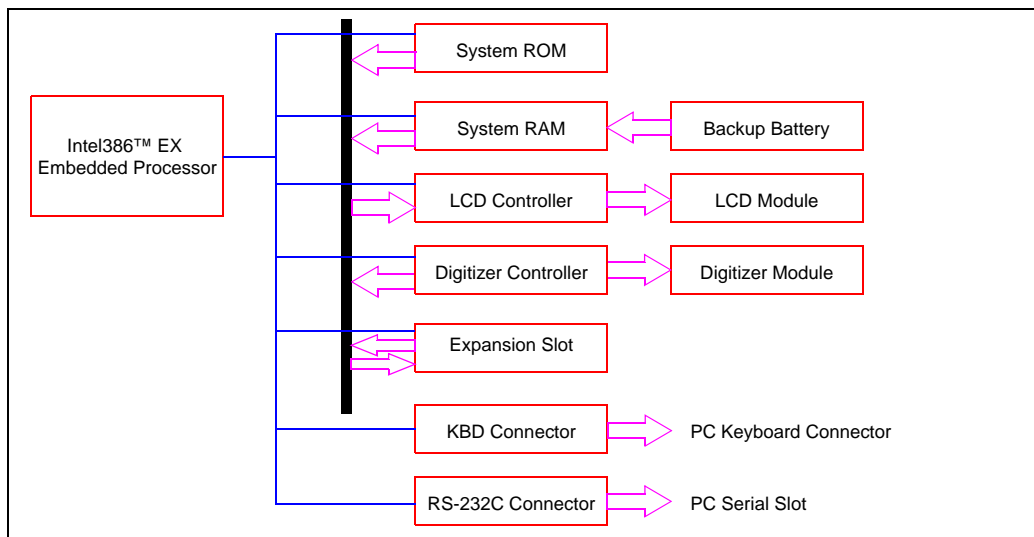 System ROM
Intel386™ EX
Embedded Processor
System RAM
Backup Battery
LCD Controller
LCD Module
Digitizer Controller
Digitizer Module
Expansion Slot
KBD Connector
PC Keyboard Connector
RS-232C Connector
PC Serial Slot